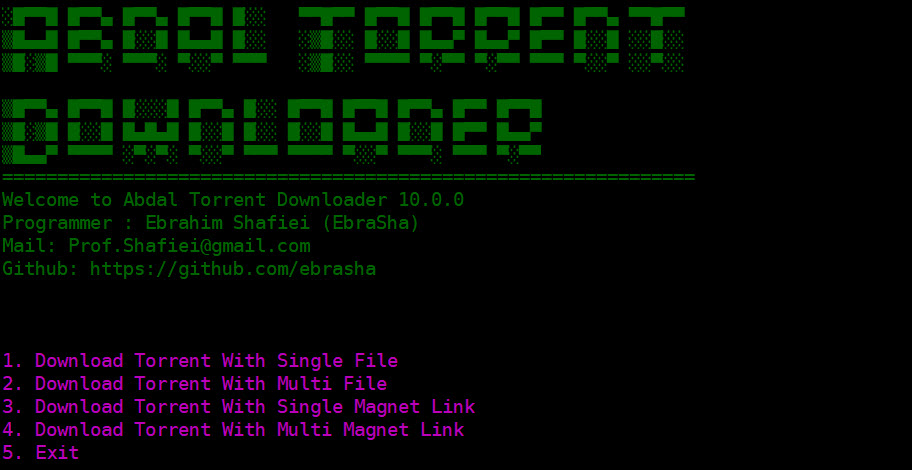 ABDAL TORRENT
DOWNLOADER
===============================================================
Welcome to Abdal Torrent Downloader 10.0.0
Programmer : Ebrahim Shafiei (EbraSha)
Mail: Prof.Shafiei@gmail.com
Github: https://github.com/ebrasha
1. Download Torrent With Single File
2. Download Torrent With Multi File
3. Download Torrent With Single Magnet Link
4. Download Torrent With Multi Magnet Link
5. Exit